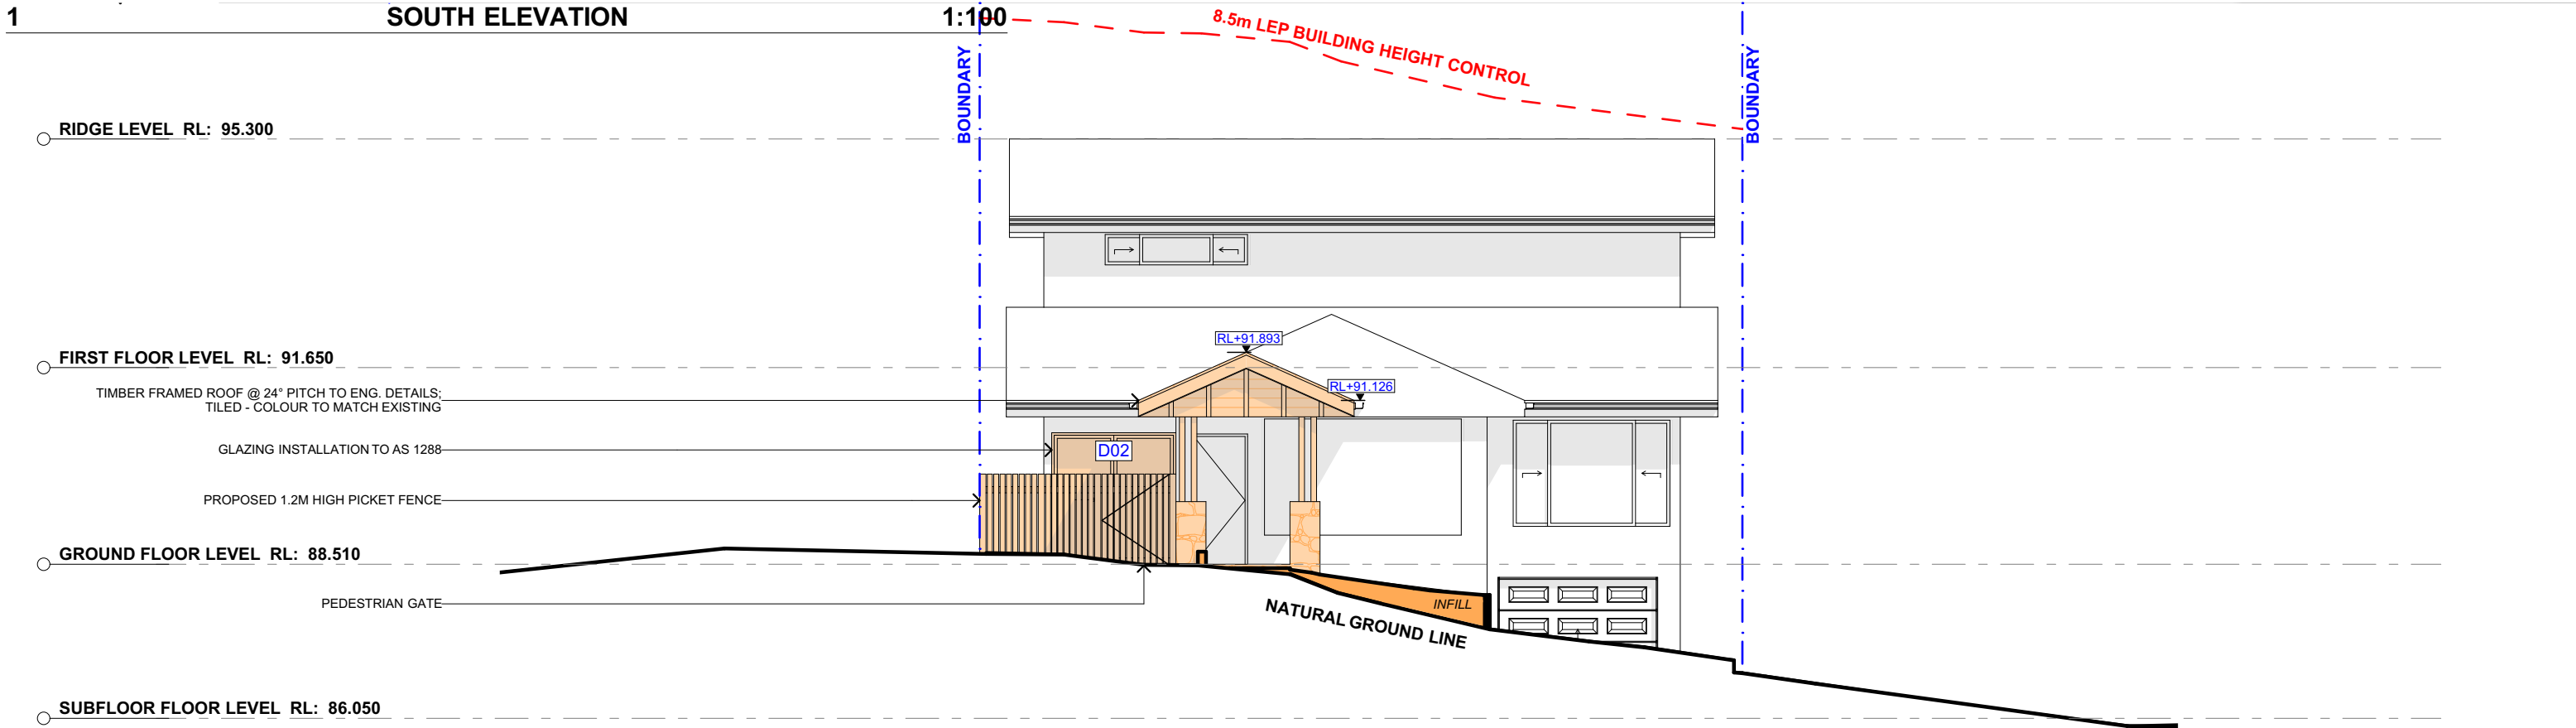 1 SOUTH ELEVATION 1:100
8.5m LEP BUILDING HEIGHT CONTROL
BOUNDARY
BOUNDARY
RIDGE LEVEL RL: 95.300
RL+91.893
FIRST FLOOR LEVEL RL: 91.650
RL+91.126
TIMBER FRAMED ROOF @ 24° PITCH TO ENG. DETAILS;
TILED - COLOUR TO MATCH EXISTING
GLAZING INSTALLATION TO AS 1288
D02
PROPOSED 1.2M HIGH PICKET FENCE
GROUND FLOOR LEVEL RL: 88.510
PEDESTRIAN GATE
INFILL
NATURAL GROUND LINE
SUBFLOOR FLOOR LEVEL RL: 86.050